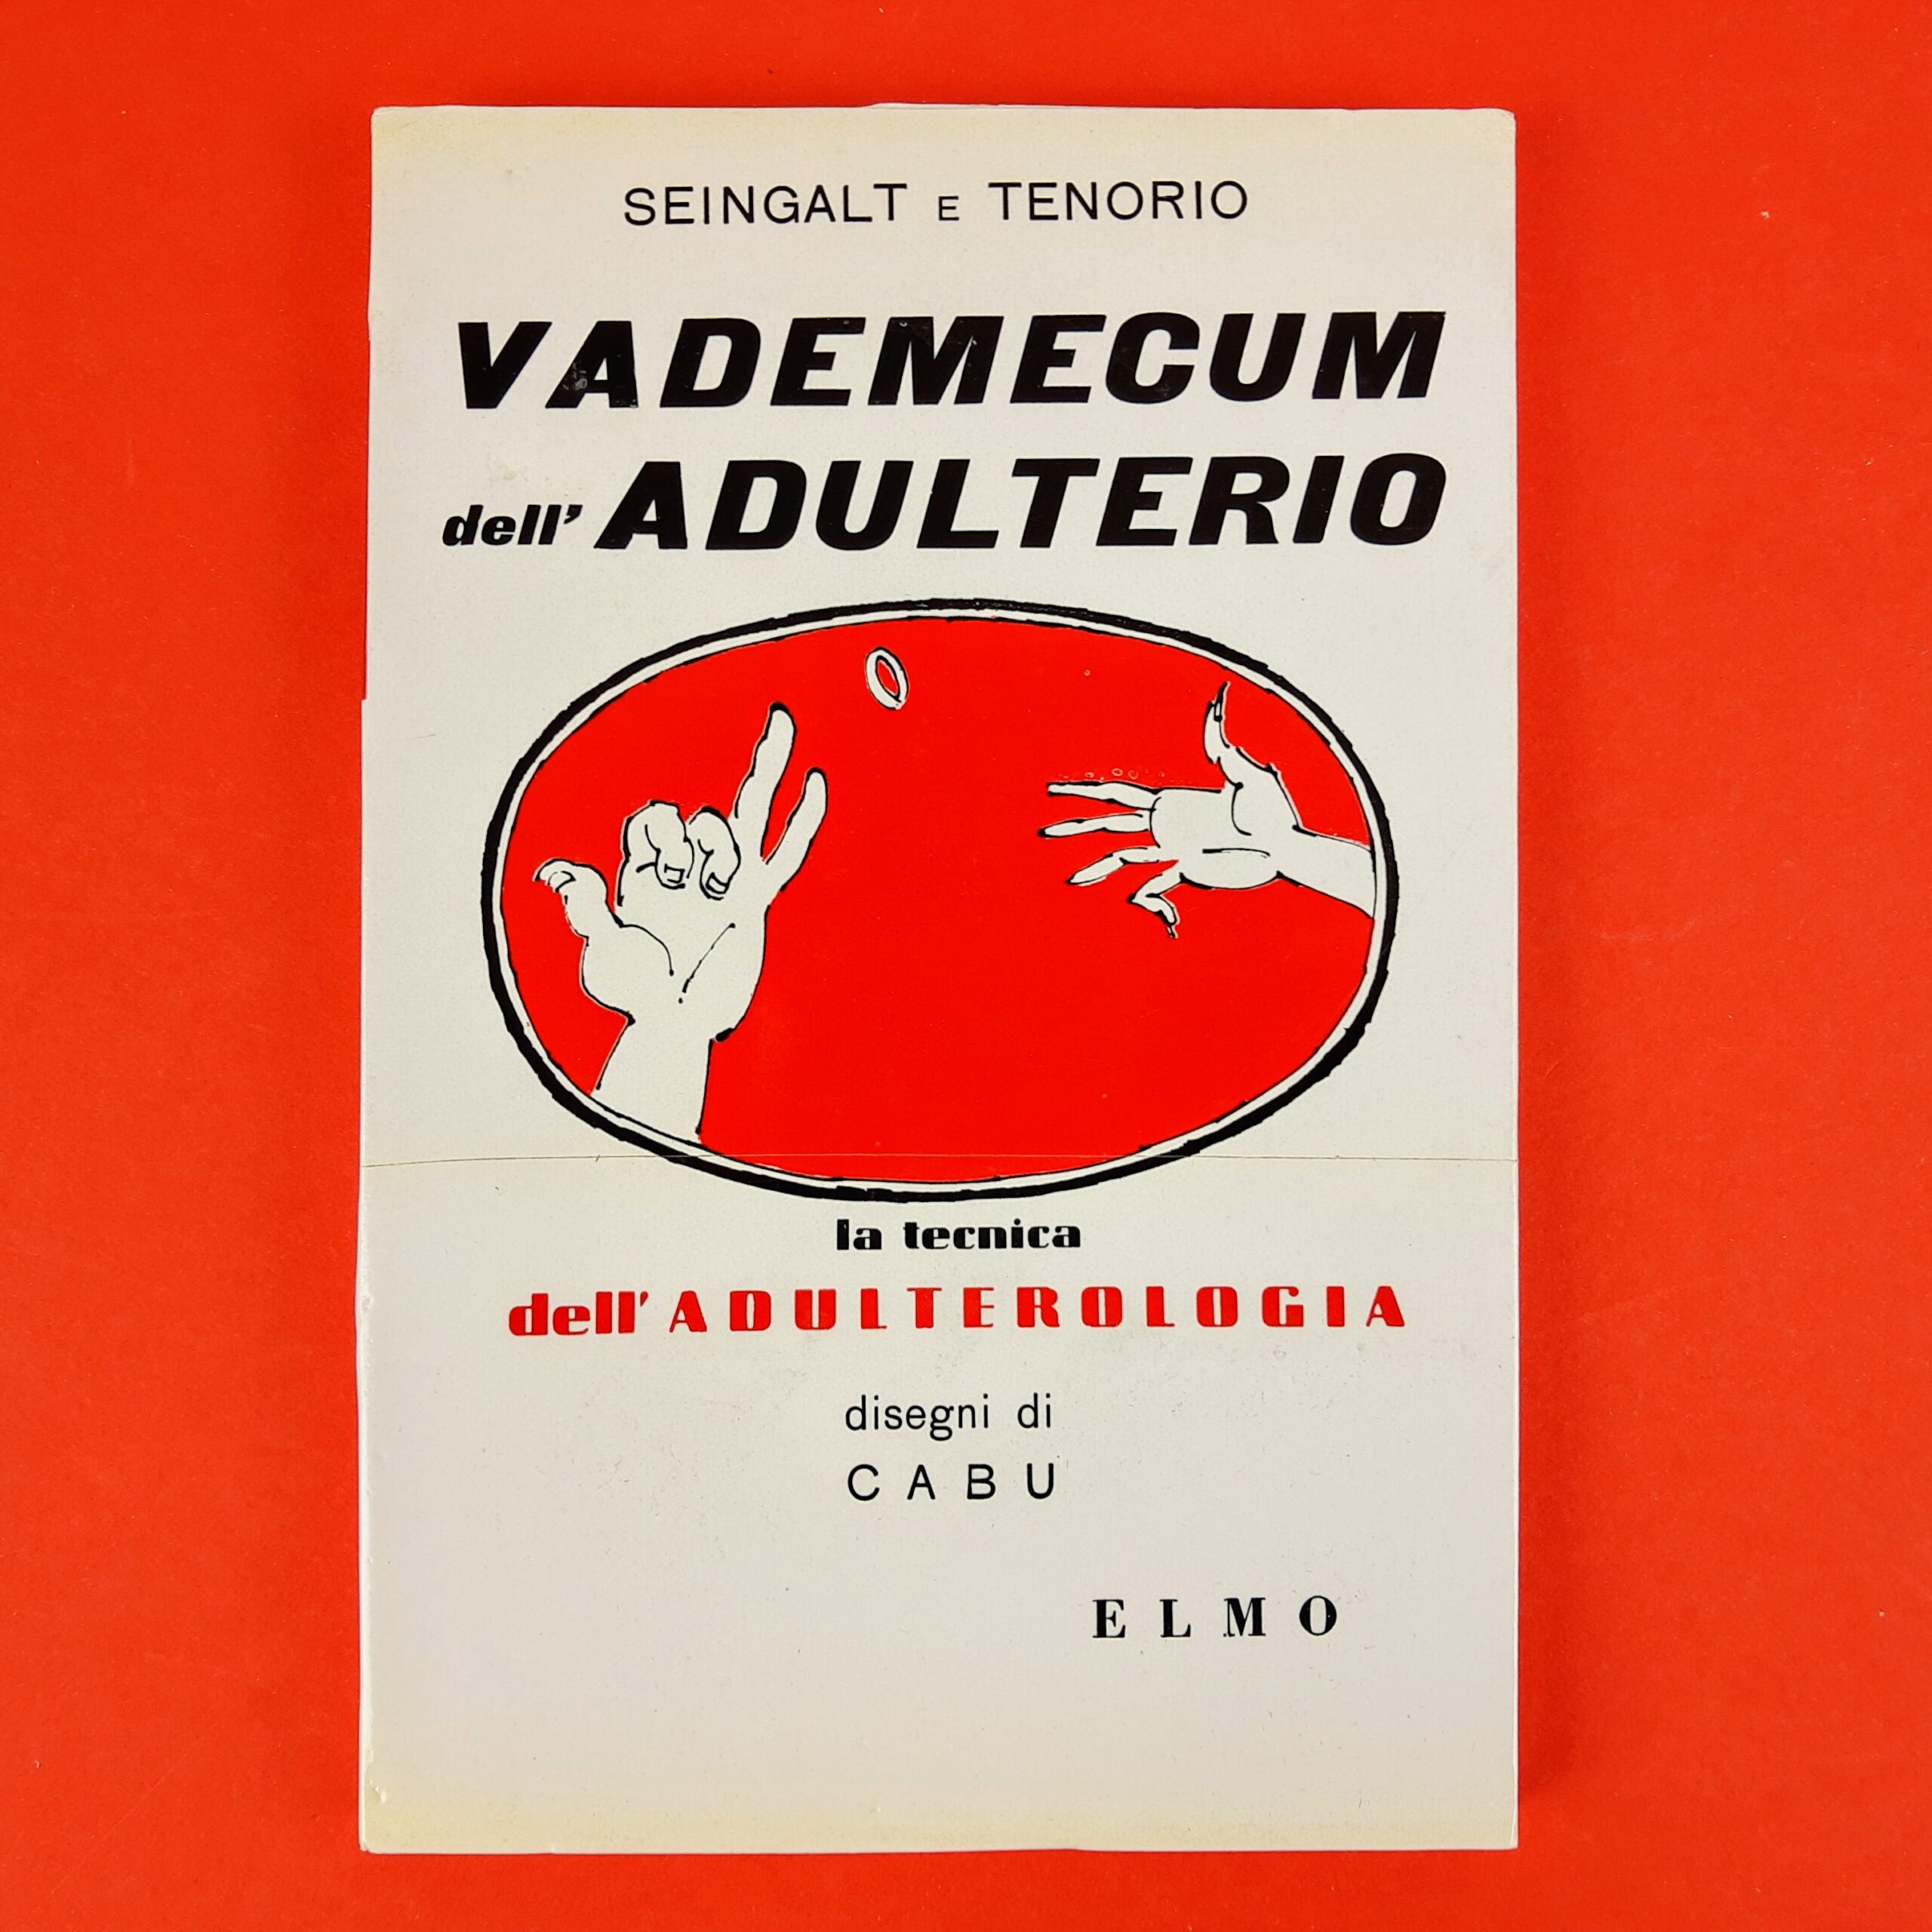 SEINGALT E TENORIO
VADEMECUM
dell' ADULTERIO
la tecnica
dell'ADULTEROLOGIA
disegni di
CABU
ELMO